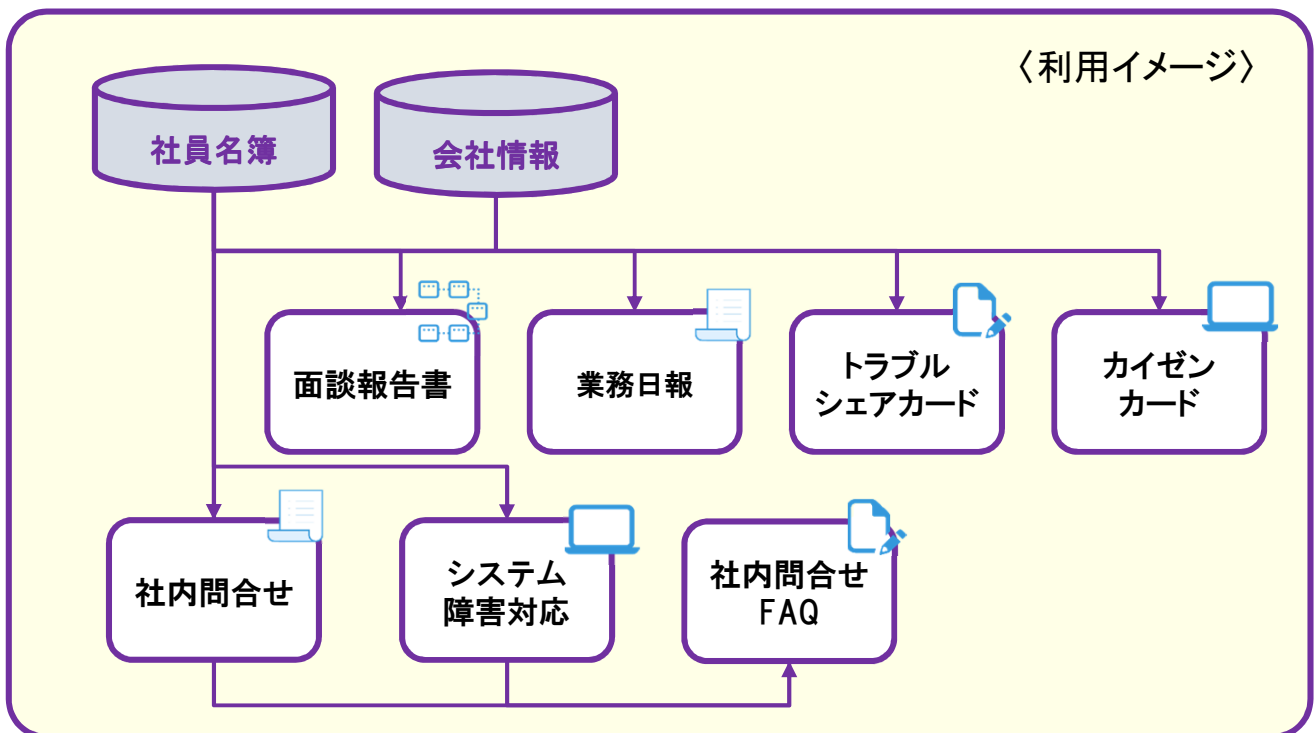 〈利用イメージ〉
社員名簿
会社情報
面談報告書
業務日報
トラブル
シェアカード
カイゼン
カード
社内問合せ
システム
障害対応
社内問合せ
FAQ